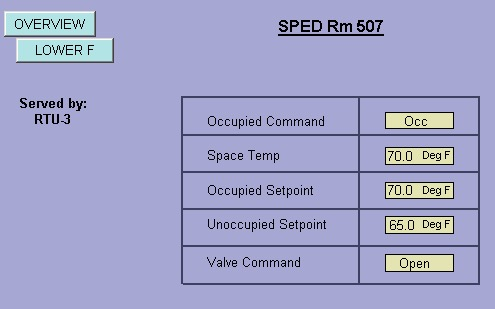 OVERVIEW
LOWER F
SPED Rm 507
Served by:
RTU-3
Occupied Command Occ
Space Temp 70.0 Deg F
Occupied Setpoint 70.0 Deg F
Unoccupied Setpoint 65.0 Deg F
Valve Command Open